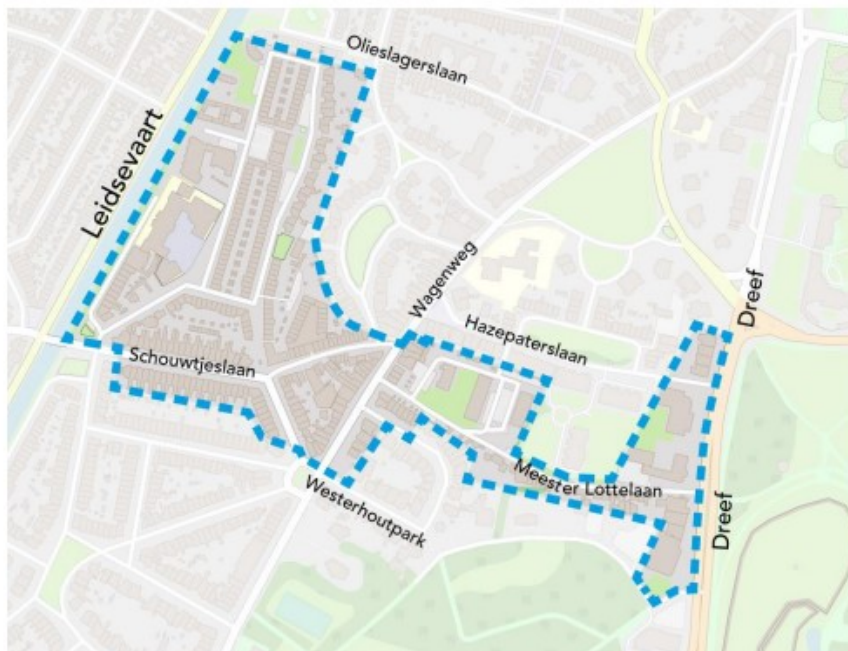 Olieslagerslaan
Leidsevaart
Wagenweg
Dreef
Hazepaterslaan
Schouwtjeslaan
Meester Lottelaan
Westerhoutpark
Dreef